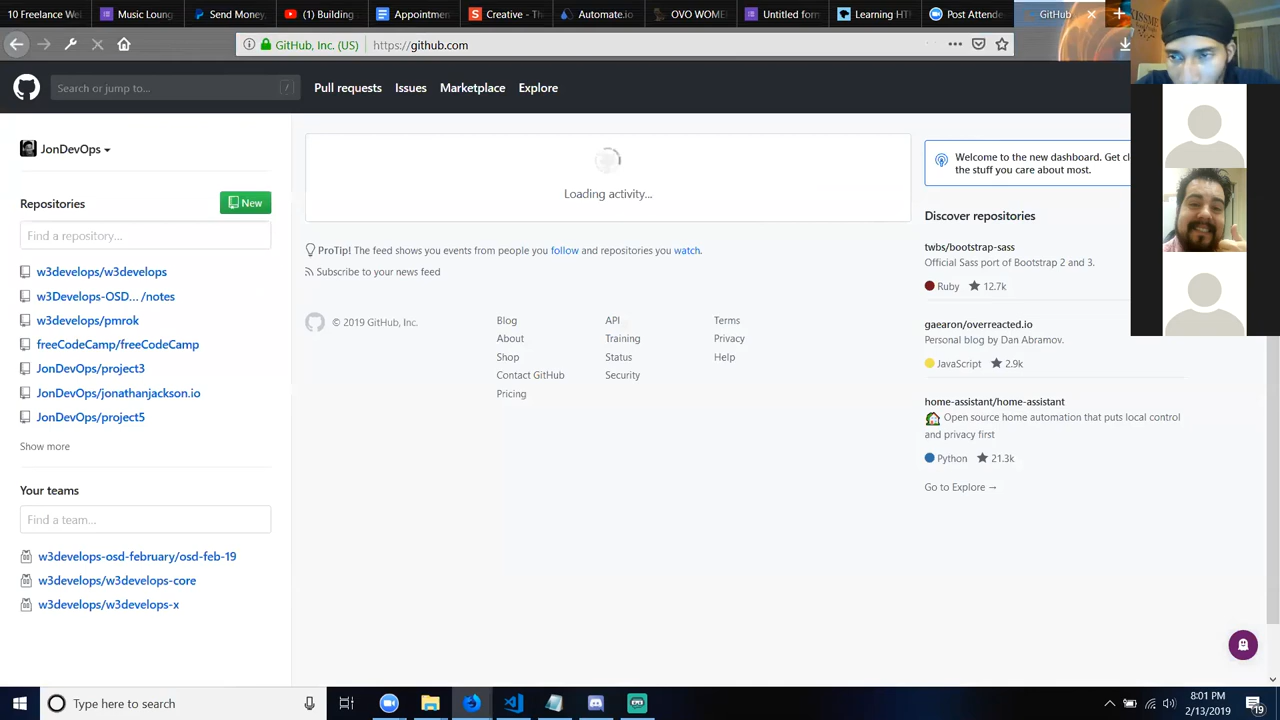 10 Freelance Wel
Music Loung
Send Money,
(1) Building
Appointmen
Creative - The
Automate.io
OVO WOME
Untitled form
Learning HT
Post Attende
GitHub
GitHub, Inc. (US)
https://github.com
Search or jump to...
/
Pull requests
Issues
Marketplace
Explore
JonDevOps
Repositories
New
Find a repository...
w3develops/w3develops
w3Develops-OSD... /notes
w3develops/pmrok
freeCodeCamp/freeCodeCamp
JonDevOps/project3
JonDevOps/jonathanjackson.io
JonDevOps/project5
Show more
Your teams
Find a team...
w3develops-osd-february/osd-feb-19
w3develops/w3develops-core
w3develops/w3develops-x
Loading activity...
ProTip! The feed shows you events from people you follow and repositories you watch.
Subscribe to your news feed
© 2019 GitHub, Inc.
Blog
About
Shop
Contact GitHub
Pricing
API
Training
Status
Security
Terms
Privacy
Help
Welcome to the new dashboard. Get cl
the stuff you care about most.
Discover repositories
twbs/bootstrap-sass
Official Sass port of Bootstrap 2 and 3.
Ruby 12.7k
gaearon/overreacted.io
Personal blog by Dan Abramov.
JavaScript 2.9k
home-assistant/home-assistant
Open source home automation that puts local control
and privacy first
Python 21.3k
Go to Explore →
Type here to search
8:01 PM
2/13/2019
19